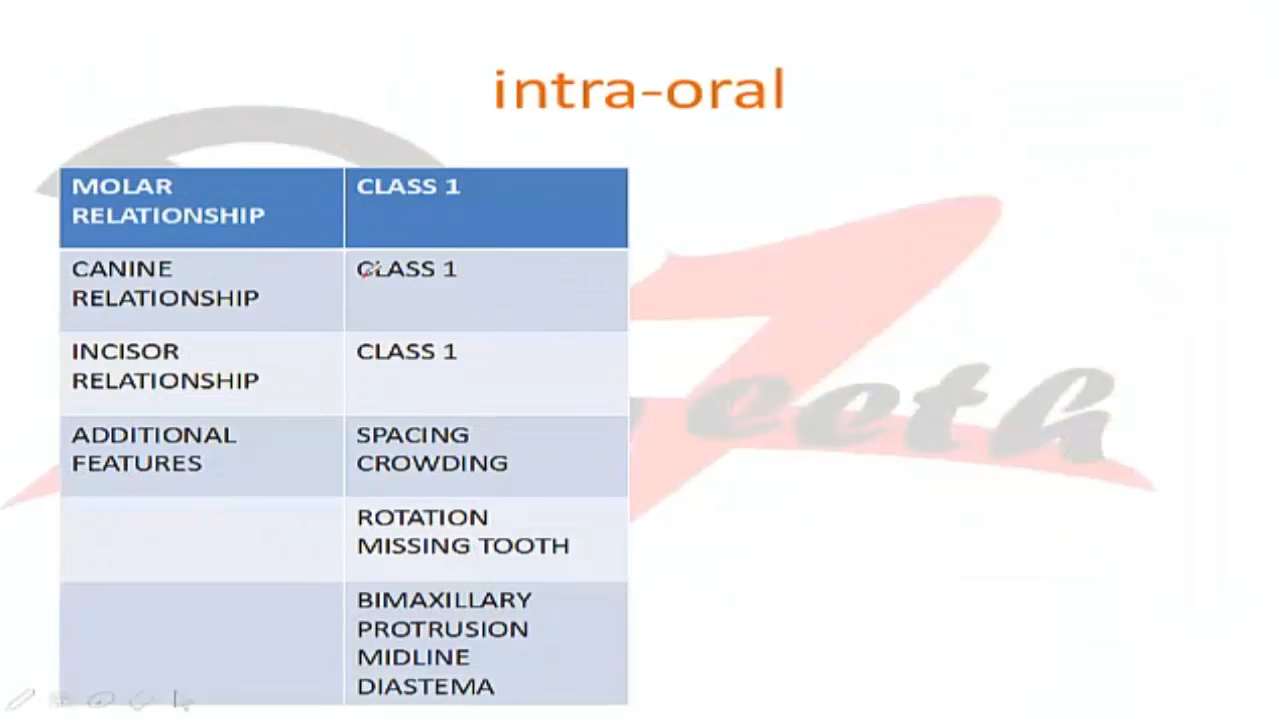 intra-oral
MOLAR
RELATIONSHIP
CLASS 1
CANINE
RELATIONSHIP
CLASS 1
INCISOR
RELATIONSHIP
CLASS 1
ADDITIONAL
FEATURES
SPACING
CROWDING
ROTATION
MISSING TOOTH
BIMAXILLARY
PROTRUSION
MIDLINE
DIASTEMA